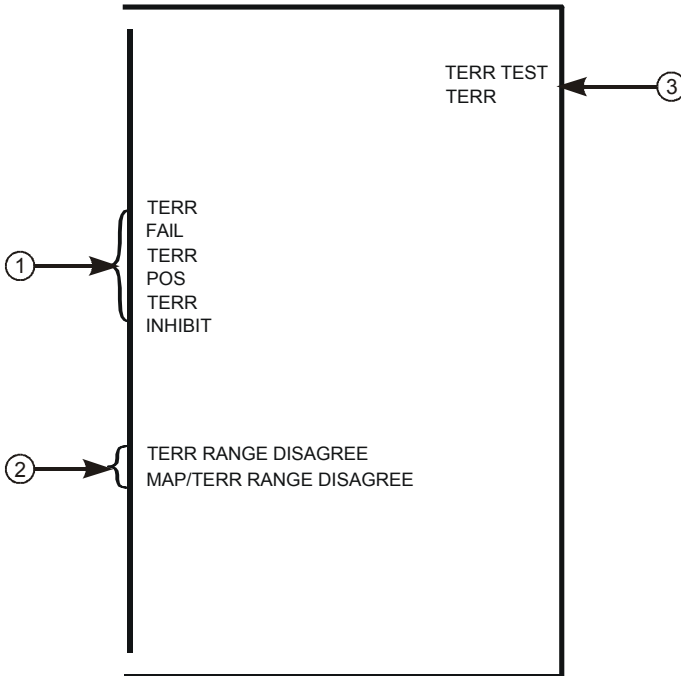 TERR TEST
TERR
3
TERR
FAIL
TERR
POS
TERR
INHIBIT
1
TERR RANGE DISAGREE
MAP/TERR RANGE DISAGREE
2